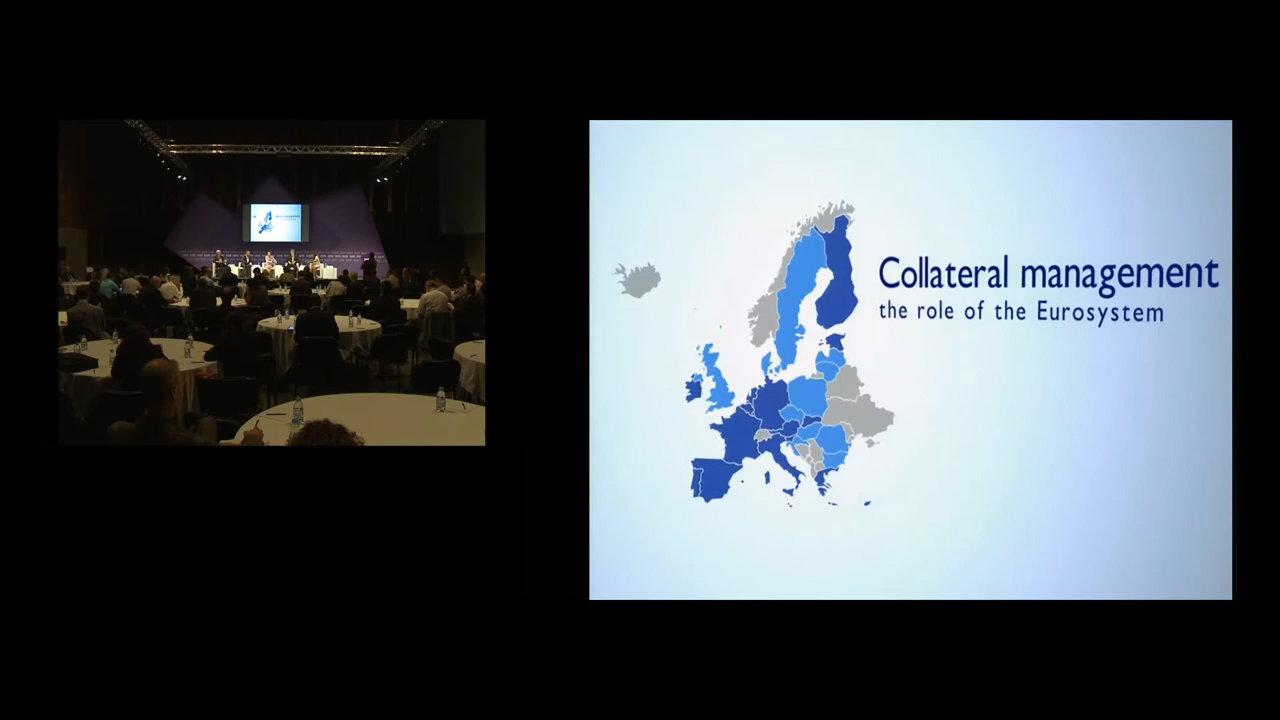 Collateral management
the role of the Eurosystem